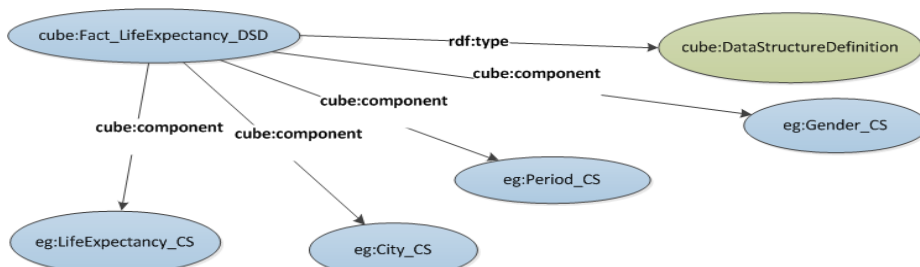 cube:Fact_LifeExpectancy_DSD
rdf:type
cube:DataStructureDefinition
cube:component
cube:component
cube:component
cube:component
eg:Gender_CS
eg:Period_CS
eg:LifeExpectancy_CS
eg:City_CS